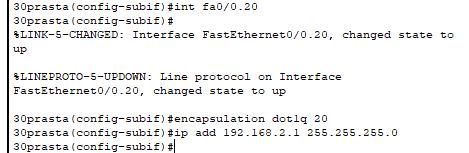 30prasta(config-subif)#int fa0/0.20
30prasta(config-subif)#
%LINK-5-CHANGED: Interface FastEthernet0/0.20, changed state to
up
%LINEPROTO-5-UPDOWN: Line protocol on Interface
FastEthernet0/0.20, changed state to up
30prasta(config-subif)#encapsulation dot1q 20
30prasta(config-subif)#ip add 192.168.2.1 255.255.255.0
30prasta(config-subif)#